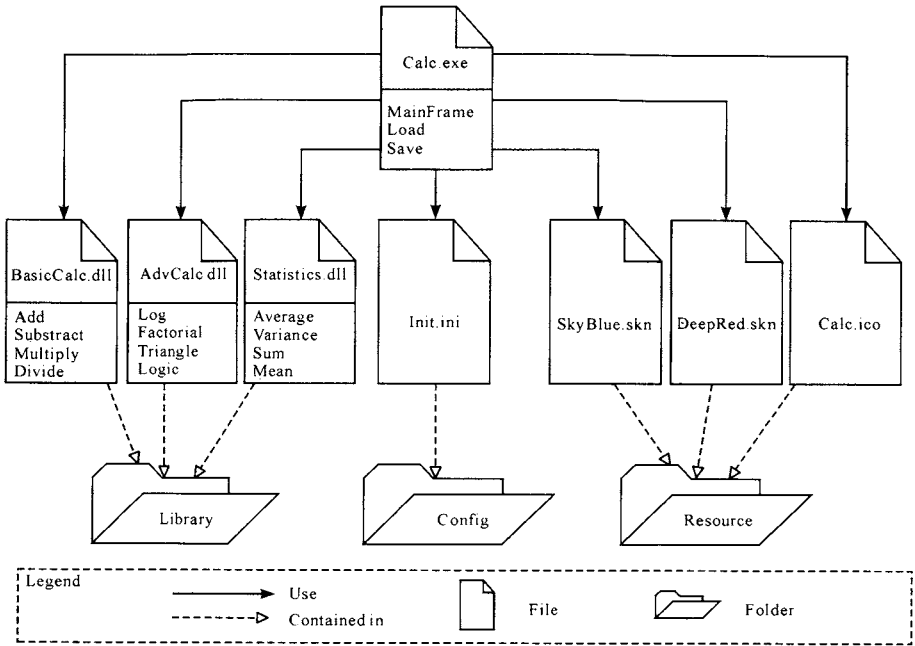 Calc.exe
MainFrame
Load
Save
BasicCalc.dll
Add
Substract
Multiply
Divide
AdvCalc.dll
Log
Factorial
Triangle
Logic
Statistics.dll
Average
Variance
Sum
Mean
Init.ini
SkyBlue.skn
DeepRed.skn
Calc.ico
Library
Config
Resource
Legend
Use
Contained in
File
Folder